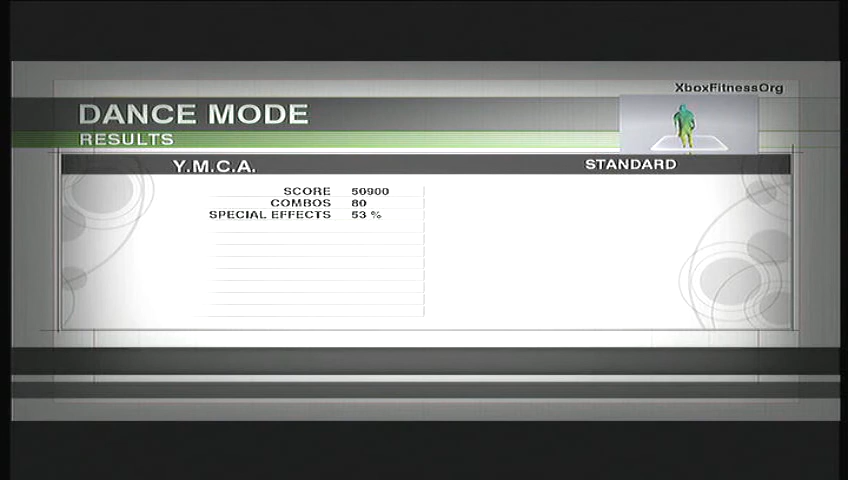 XboxFitnessOrg
DANCE MODE
RESULTS
Y.M.C.A. STANDARD
SCORE 50900
COMBOS 80
SPECIAL EFFECTS 53 %